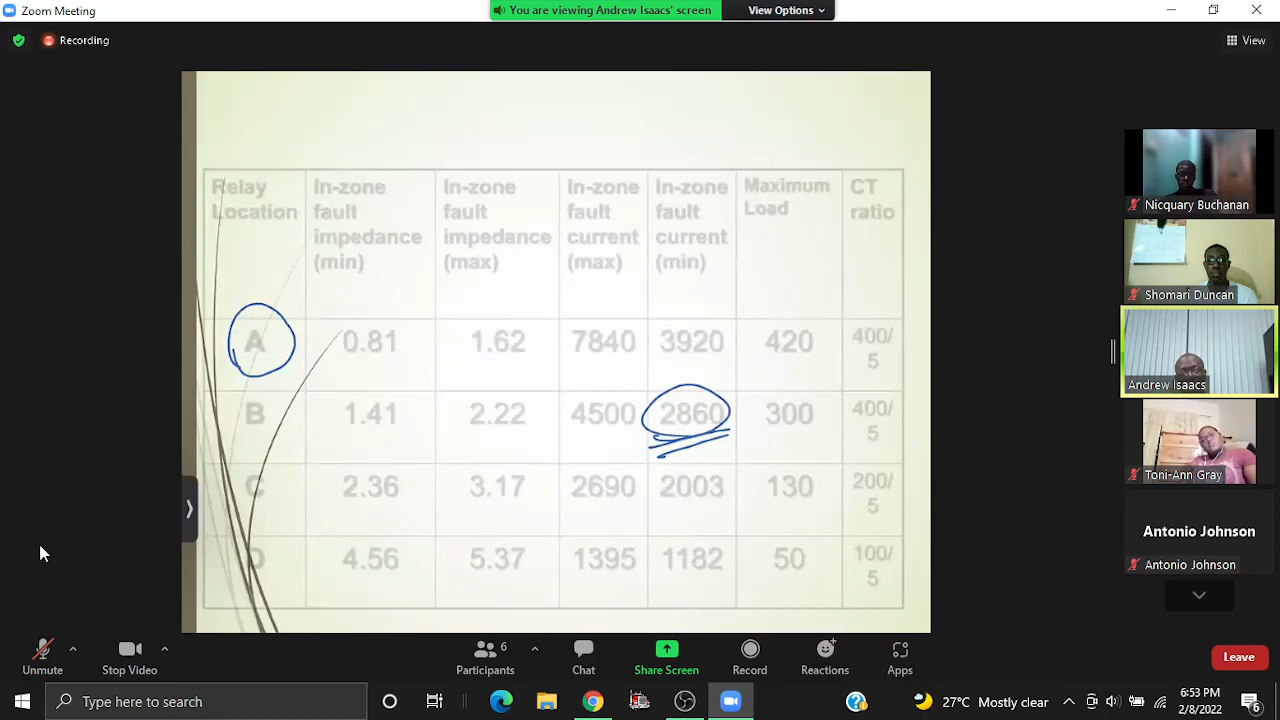 Zoom Meeting
You are viewing Andrew Isaacs' screen
View Options
Recording
View
Relay Location
In-zone fault impedance (min)
In-zone fault impedance (max)
In-zone fault current (max)
In-zone fault current (min)
Maximum Load
CT ratio
A 0.81 1.62 7840 3920 420 400/5
B 1.41 2.22 4500 2860 300 400/5
C 2.36 3.17 2690 2003 130 200/5
D 4.56 5.37 1395 1182 50 100/5
Nicquary Buchanan
Shomari Duncan
Andrew Isaacs
Toni-Ann Gray
Antonio Johnson
Antonio Johnson
Unmute
Stop Video
Participants
6
Chat
Share Screen
Record
Reactions
Apps
Leave
Type here to search
27°C Mostly clear
6:53 PM
2/8/2022
6